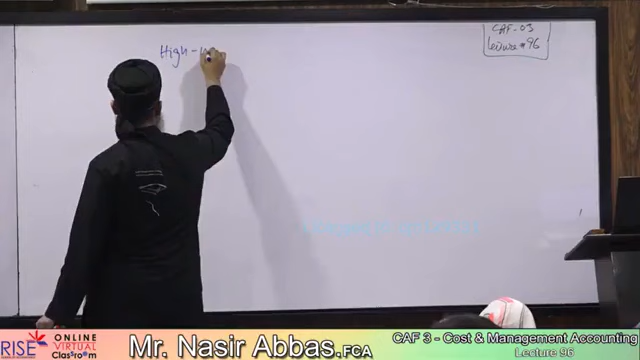 High-
CAF-03
Lecture # 96
RISE
ONLINE
VIRTUAL
Classroom
Mr. Nasir Abbas.FCA
CAF 3 - Cost & Management Accounting
Lecture 96